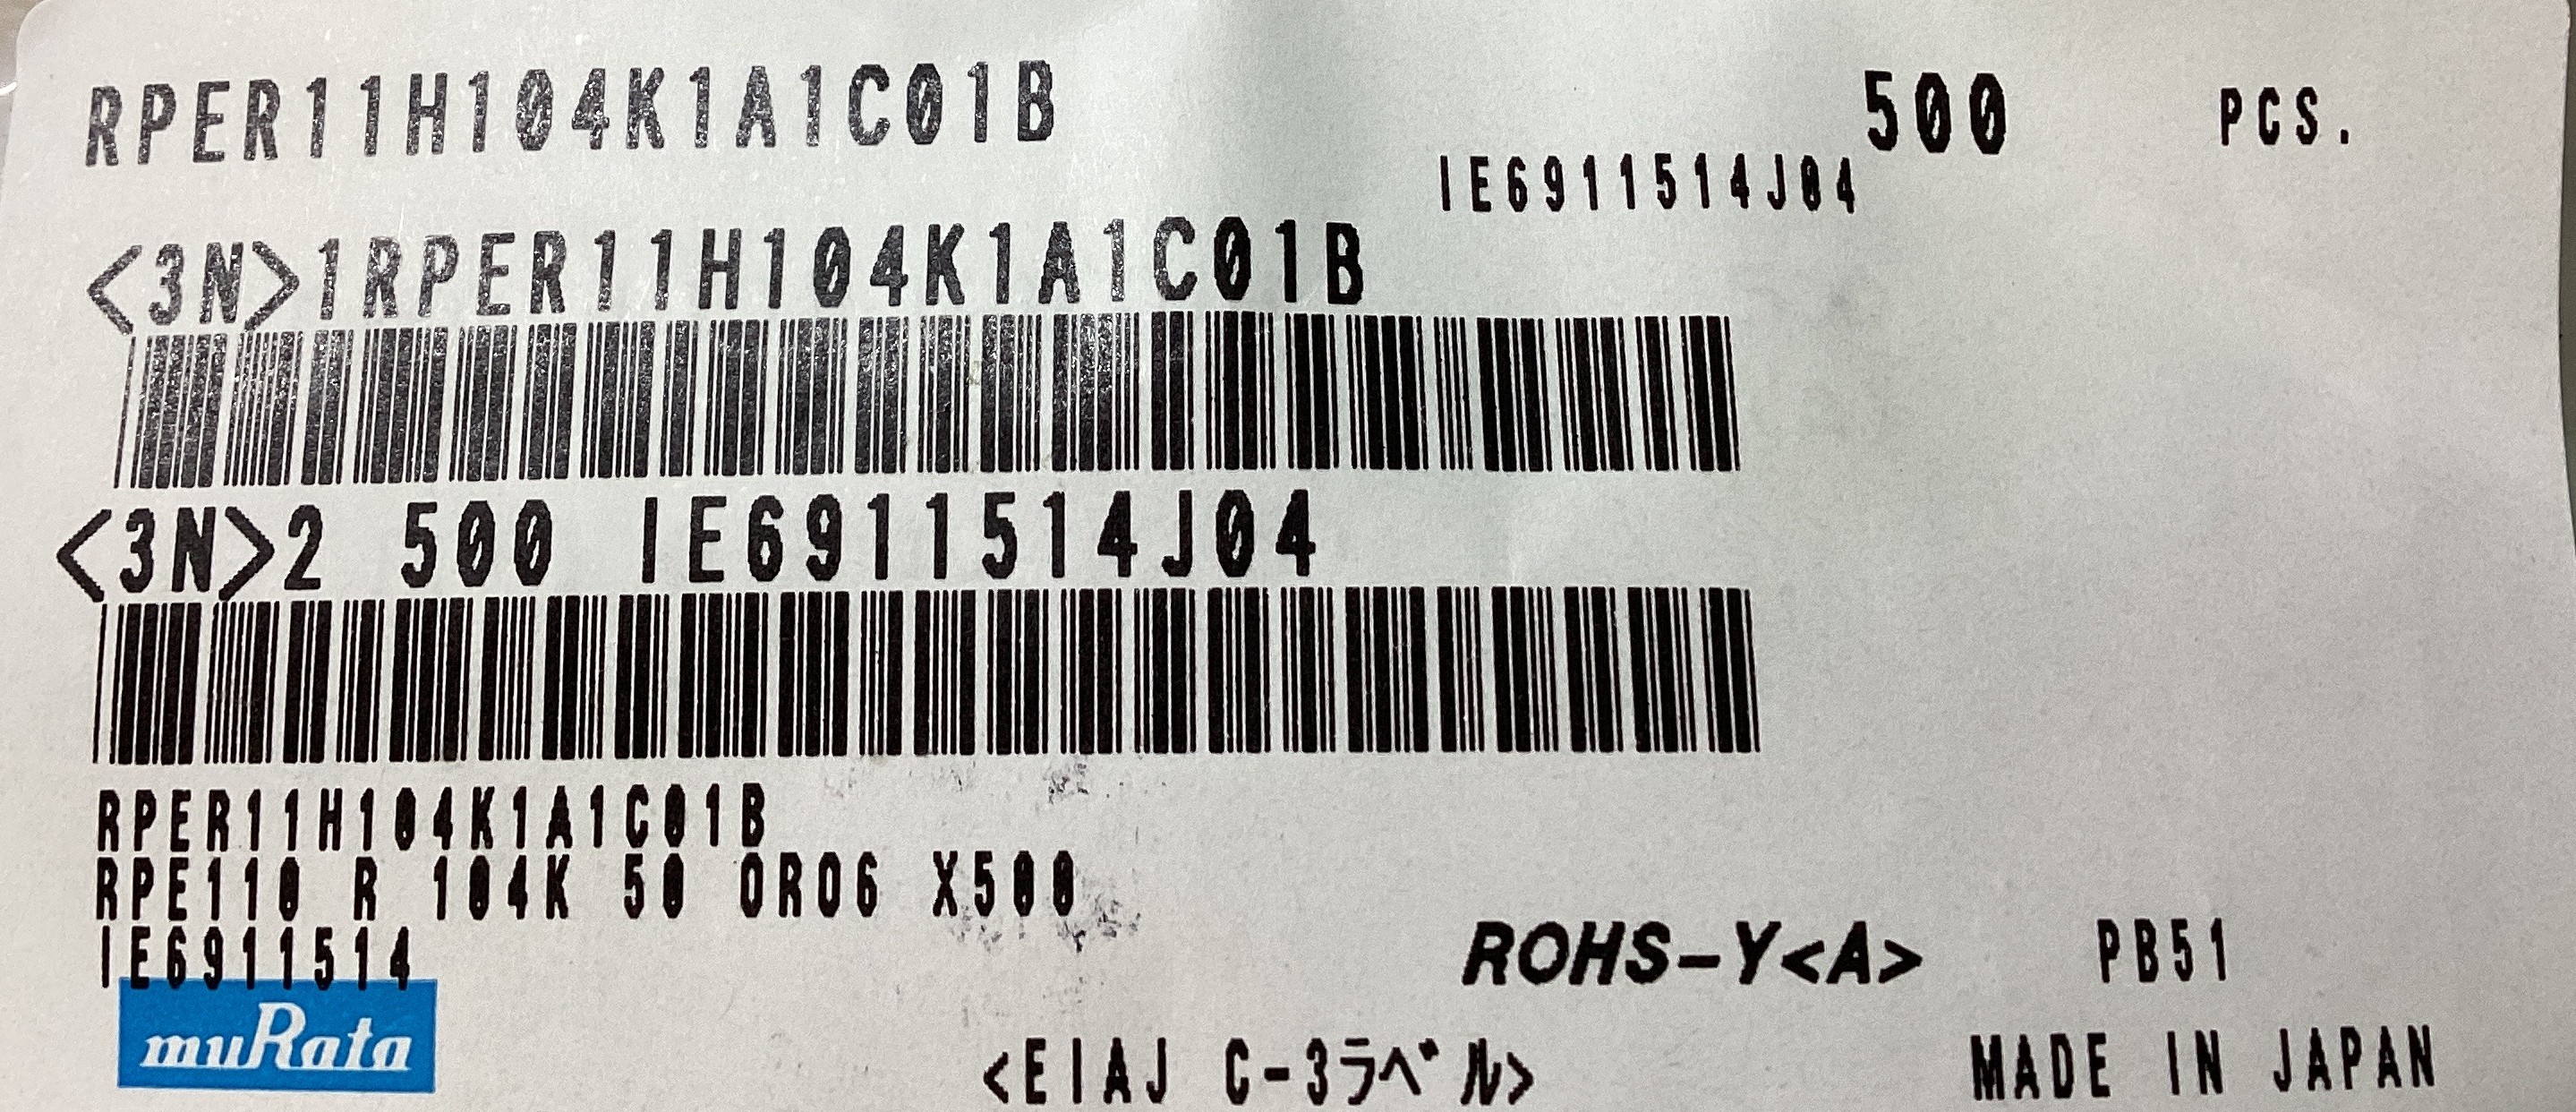 RPER11H104K1A1C01B
500 PCS.
IE6911514J04
<3N>1RPER11H104K1A1C01B
<3N>2 500 IE6911514J04
RPER11H104K1A1C01B
RPE110 R 104K 50 OR06 X500
IE6911514
ROHS-Y<A> PB51
muRata
<EIAJ C-3ラベル>
MADE IN JAPAN